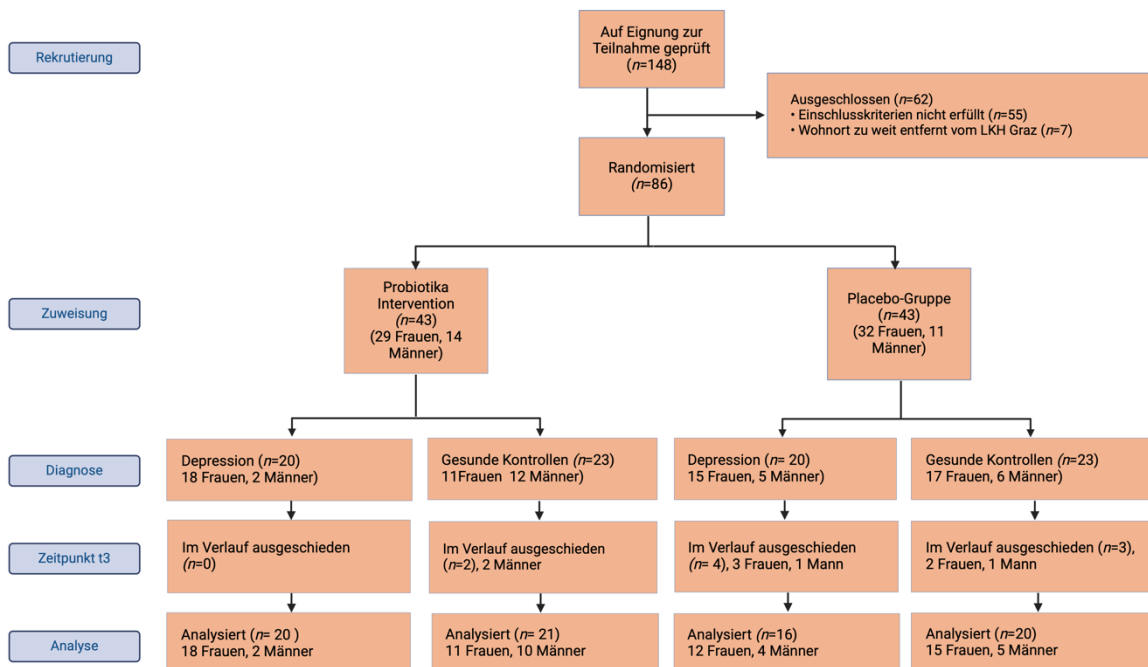 Rekrutierung
Auf Eignung zur
Teilnahme geprüft
(n=148)
Ausgeschlossen (n=62)
• Einschlusskriterien nicht erfüllt (n=55)
• Wohnort zu weit entfernt vom LKH Graz (n=7)
Randomisiert
(n=86)
Zuweisung
Probiotika
Intervention
(n=43)
(29 Frauen, 14
Männer)
Placebo-Gruppe
(n=43)
(32 Frauen, 11
Männer)
Diagnose
Depression (n=20)
18 Frauen, 2 Männer)
Gesunde Kontrollen (n=23)
11Frauen 12 Männer)
Depression (n= 20)
15 Frauen, 5 Männer)
Gesunde Kontrollen (n=23)
17 Frauen, 6 Männer)
Zeitpunkt t3
Im Verlauf ausgeschieden
(n=0)
Im Verlauf ausgeschieden
(n=2), 2 Männer
Im Verlauf ausgeschieden
(n= 4), 3 Frauen, 1 Mann
Im Verlauf ausgeschieden (n=3),
2 Frauen, 1 Mann
Analyse
Analysiert (n= 20 )
18 Frauen, 2 Männer
Analysiert (n= 21)
11 Frauen, 10 Männer
Analysiert (n=16)
12 Frauen, 4 Männer
Analysiert (n=20)
15 Frauen, 5 Männer